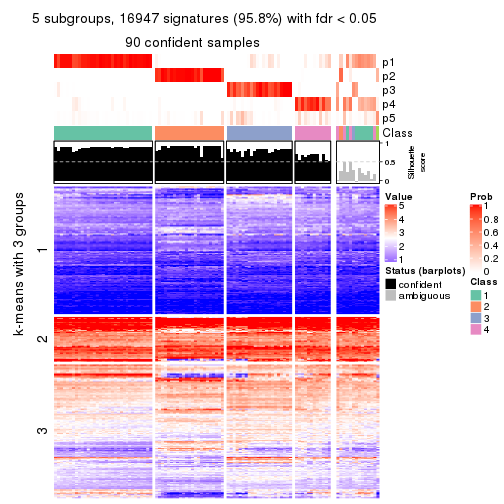 5 subgroups, 16947 signatures (95.8%) with fdr < 0.05
90 confident samples
p1
p2
p3
p4
p5
Class
1
0.5
0
Silhouette
score
k-means with 3 groups
1
2
3
Value
5
4
3
2
1
Status (barplots)
confident
ambiguous
Prob
1
0.8
0.6
0.4
0.2
0
Class
1
2
3
4